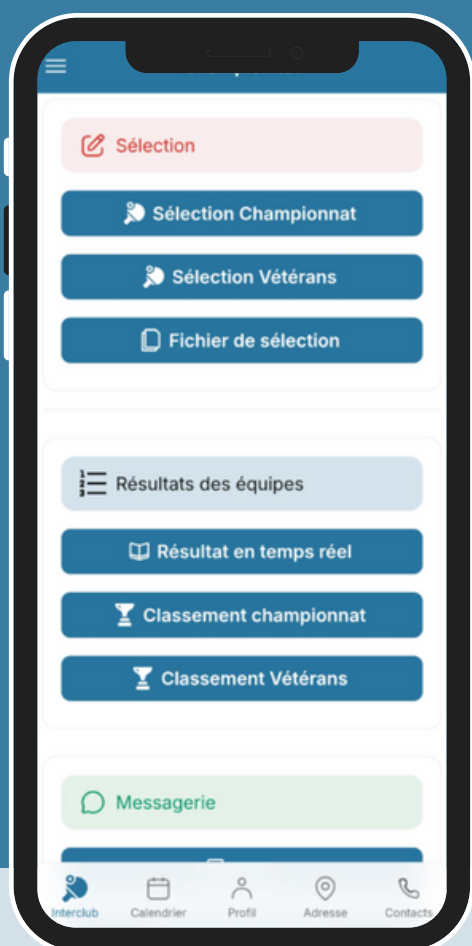 Sélection
Sélection Championnat
Sélection Vétérans
Fichier de sélection
Résultats des équipes
Résultat en temps réel
Classement championnat
Classement Vétérans
Messagerie
Interclub
Calendrier
Profil
Adresse
Contacts